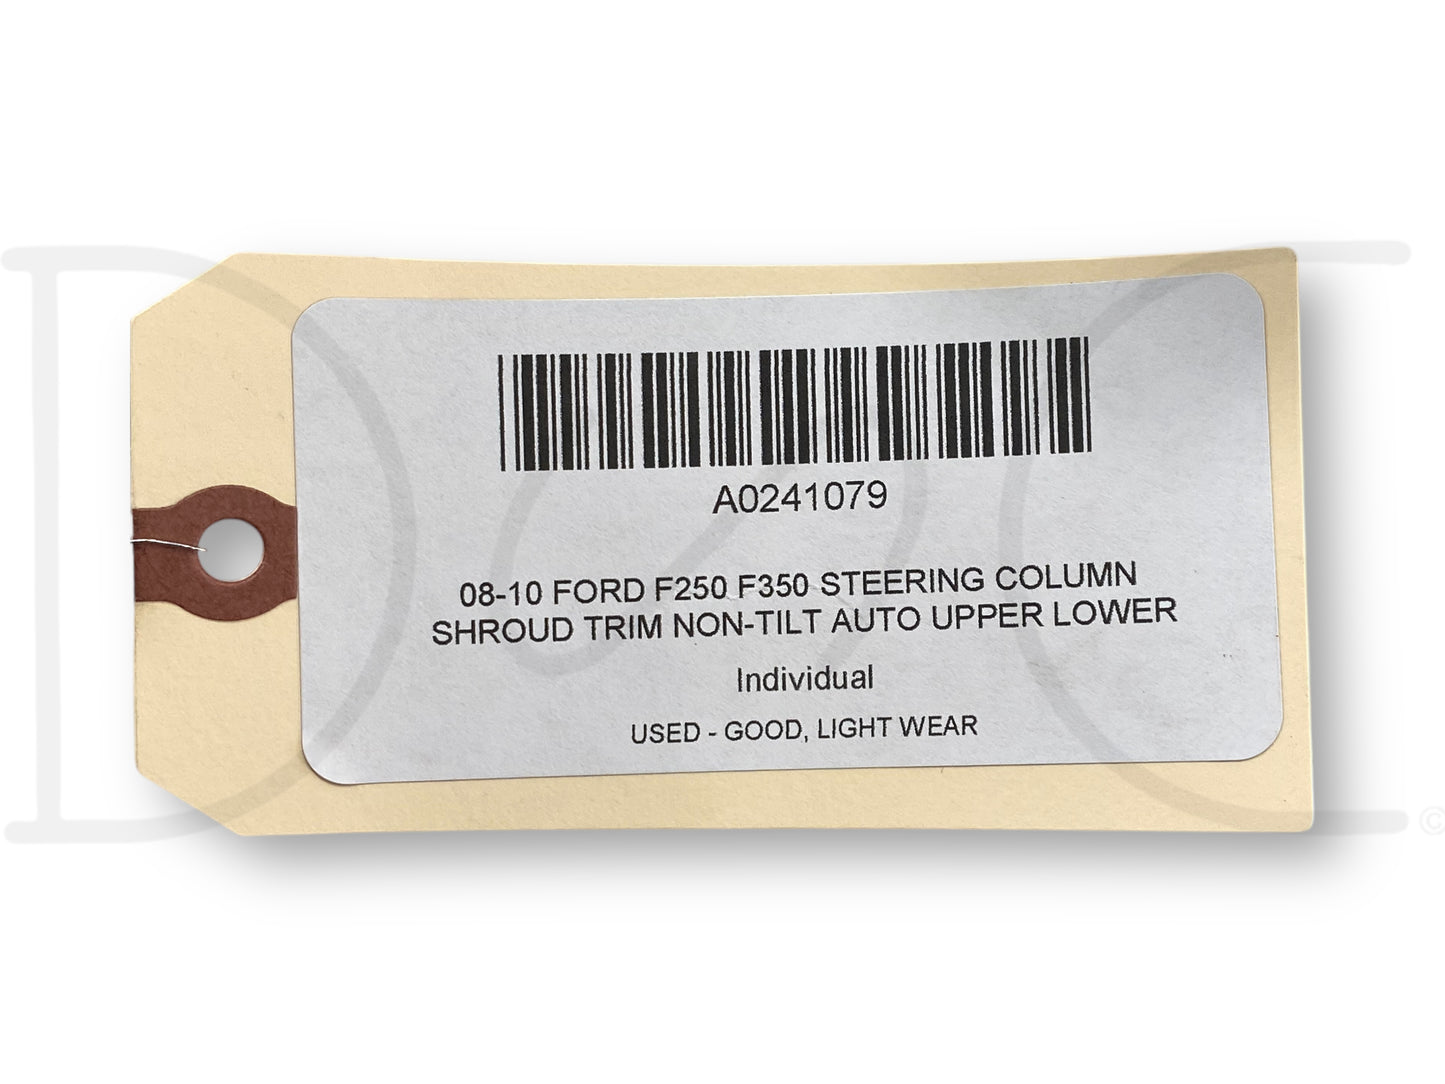 A0241079
08-10 FORD F250 F350 STEERING COLUMN
SHROUD TRIM NON-TILT AUTO UPPER LOWER
Individual
USED - GOOD, LIGHT WEAR
©